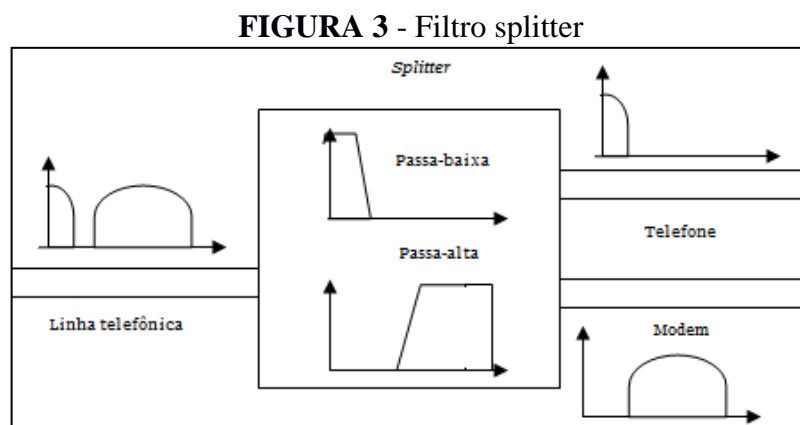 FIGURA 3 - Filtro splitter
Splitter
Passa-baixa
Passa-alta
Telefone
Linha telefônica
Modem